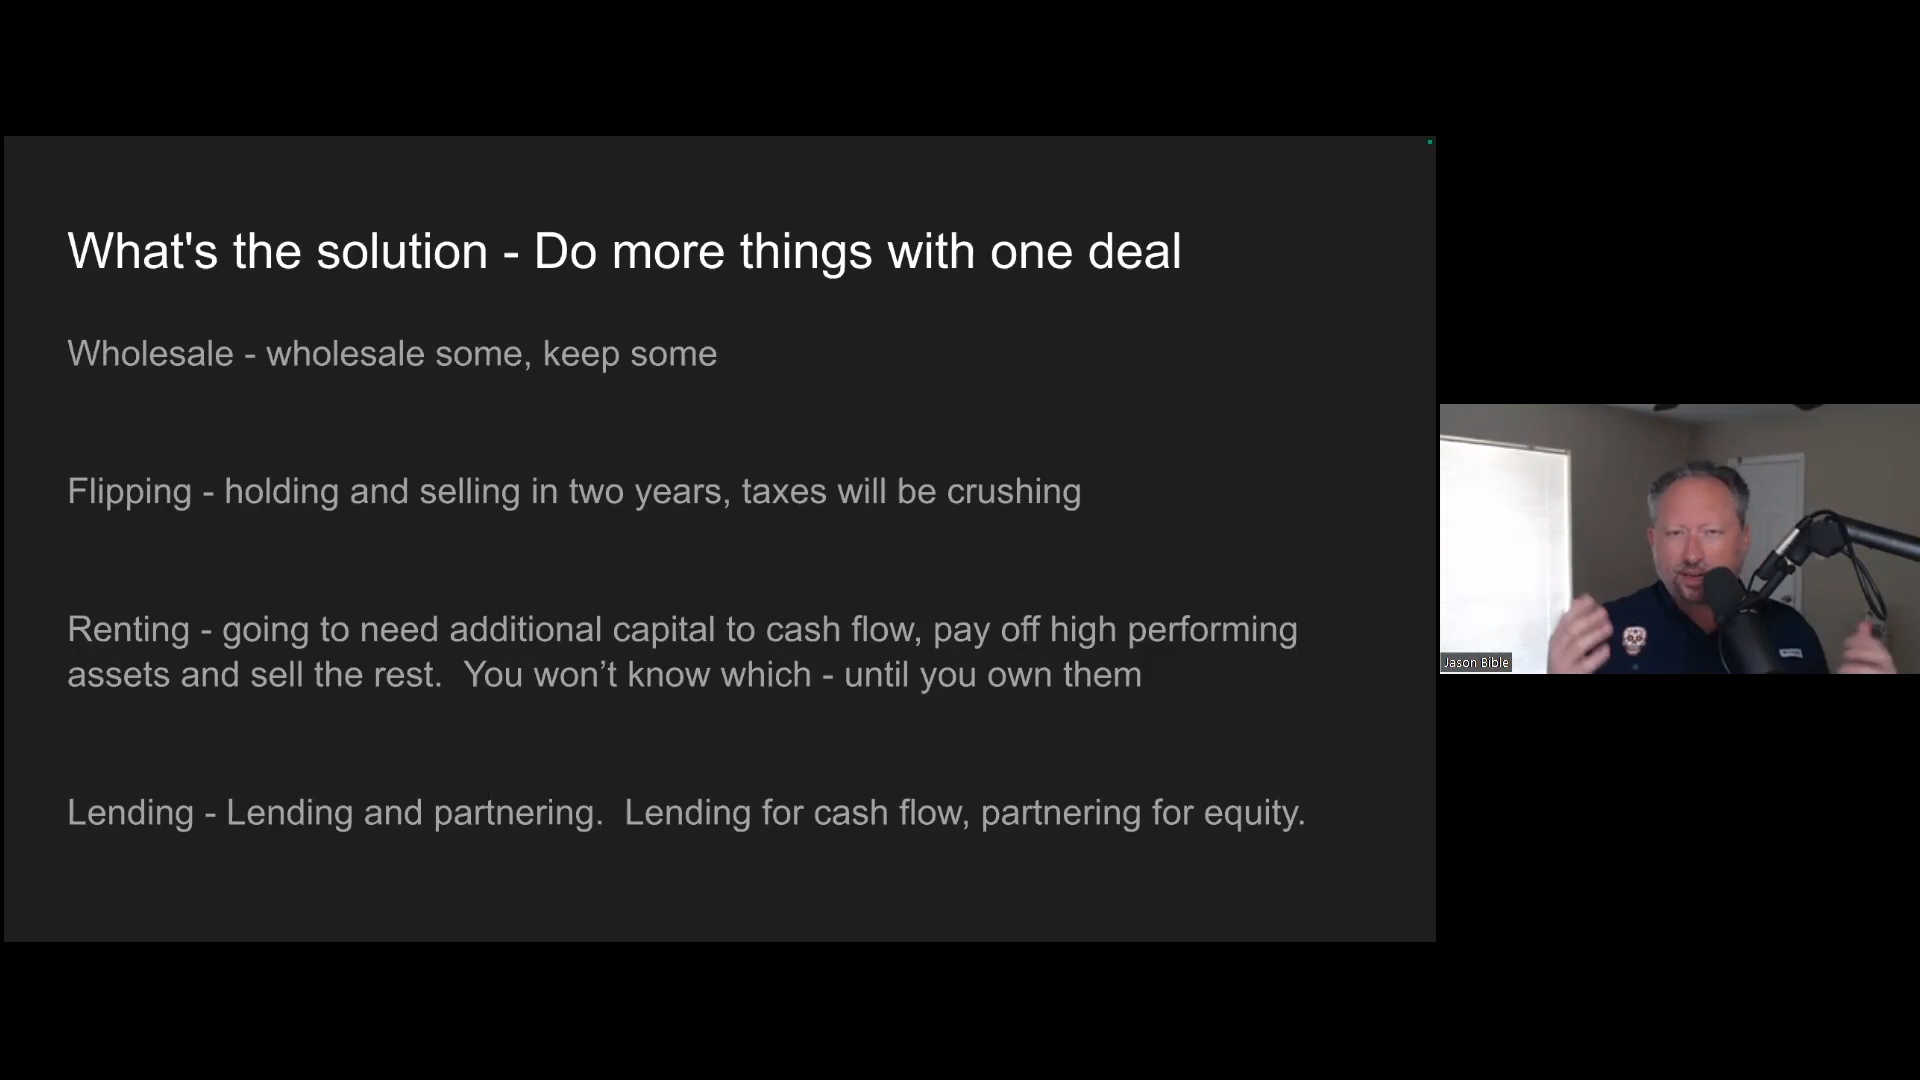 What's the solution - Do more things with one deal
Wholesale - wholesale some, keep some
Flipping - holding and selling in two years, taxes will be crushing
Renting - going to need additional capital to cash flow, pay off high performing
assets and sell the rest.  You won’t know which - until you own them
Lending - Lending and partnering.  Lending for cash flow, partnering for equity.
Jason Bible